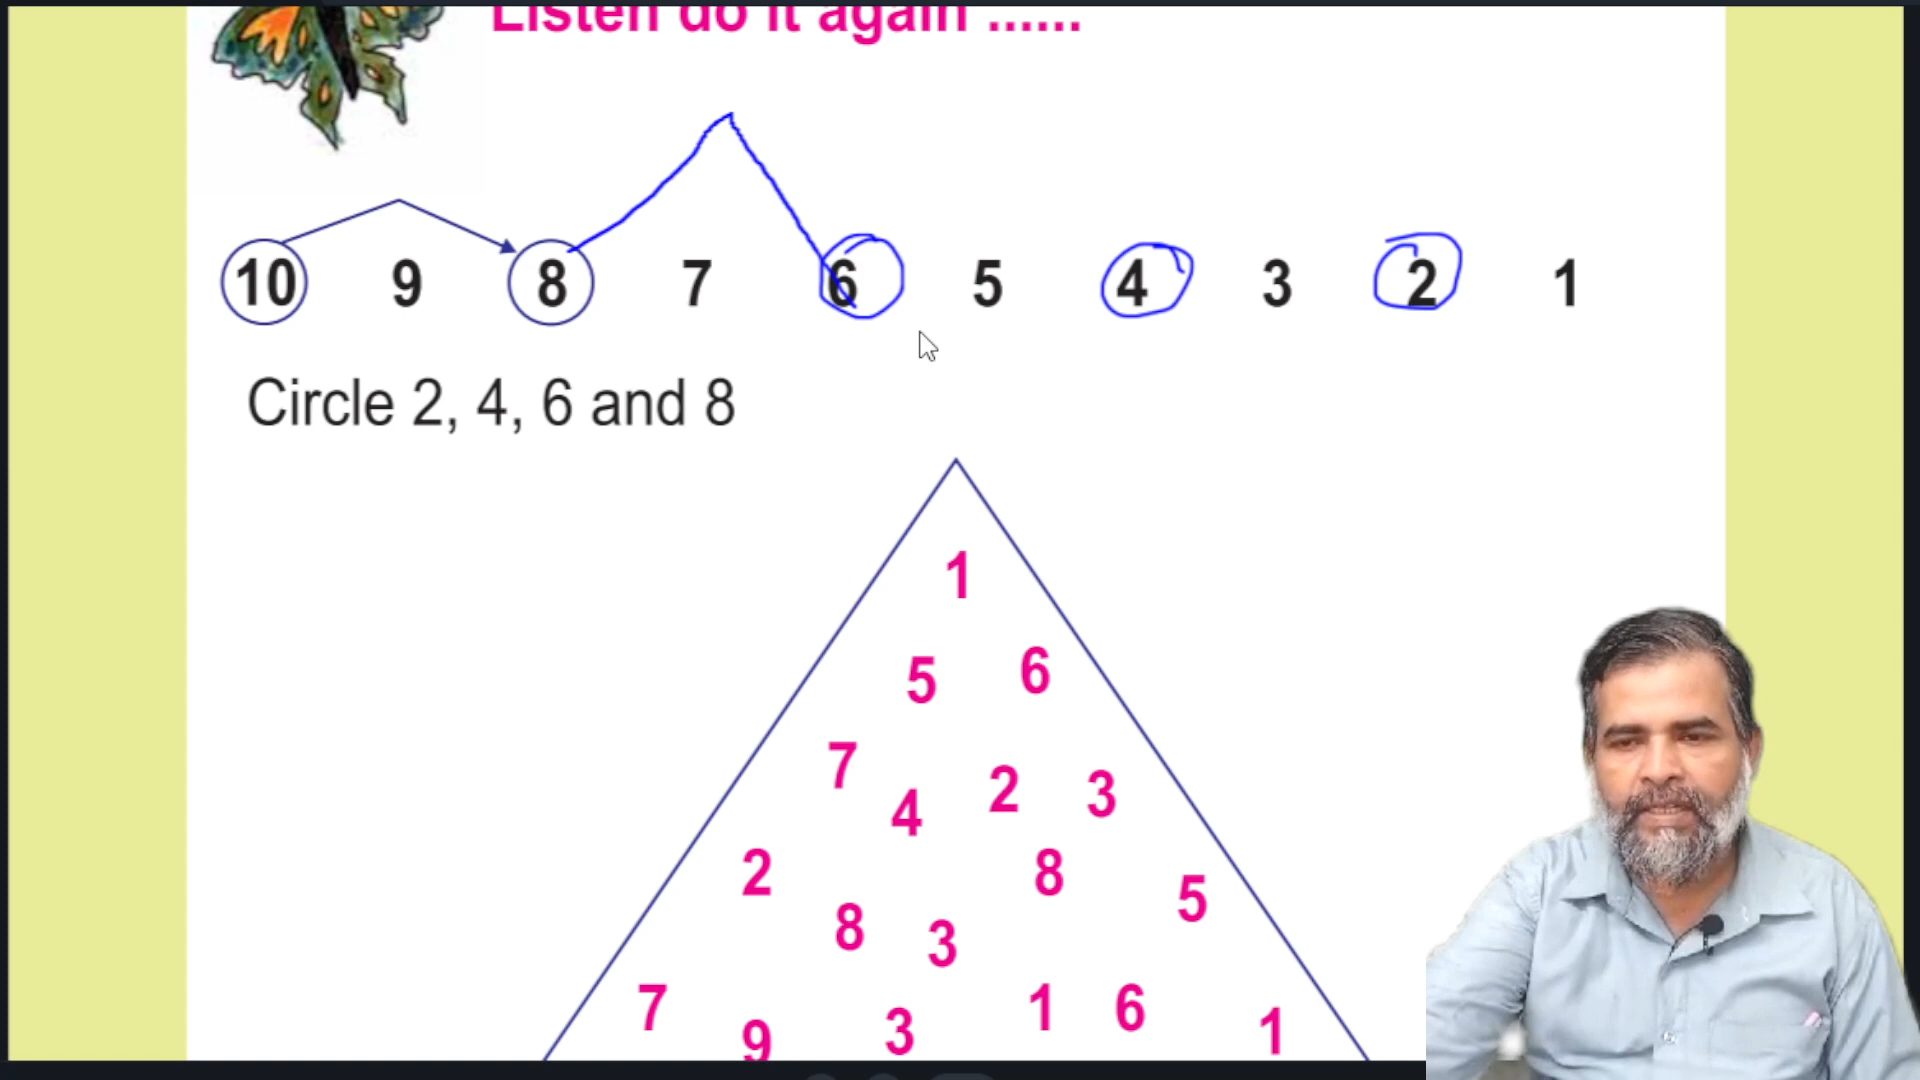 Listen do it again ......
10 9 8 7 6 5 4 3 2 1
Circle 2, 4, 6 and 8
1
5 6
7 4 2 3
2 8 3 8 5
7 9 3 1 6 1